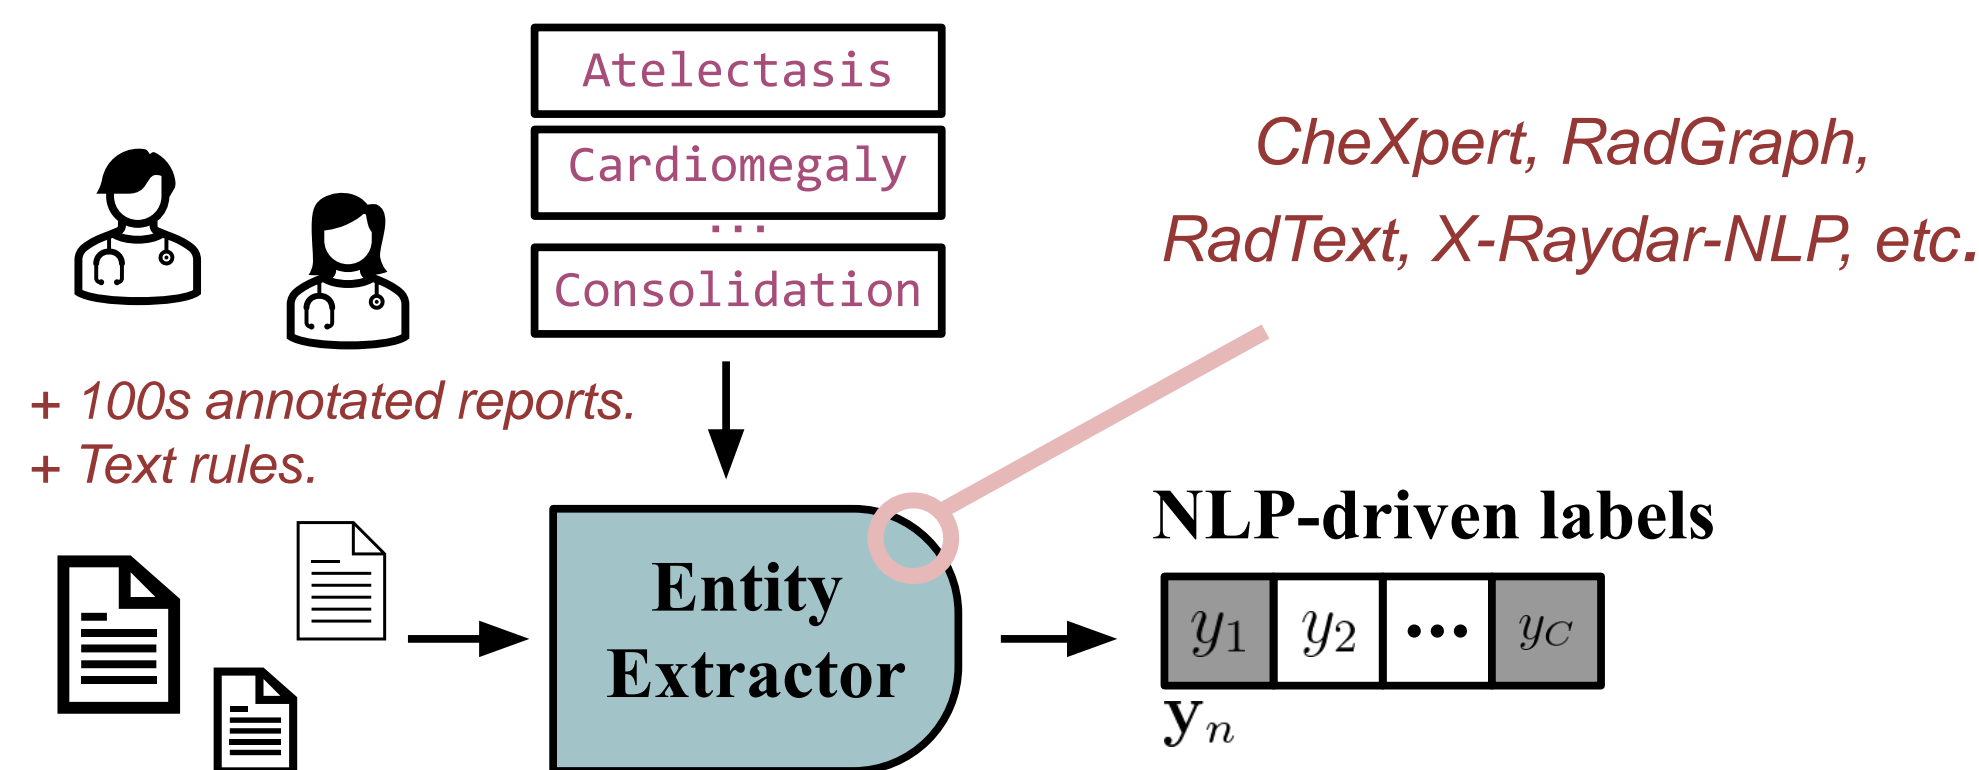 Atelectasis
Cardiomegaly
...
Consolidation
CheXpert, RadGraph,
RadText, X-Raydar-NLP, etc.
+ 100s annotated reports.
+ Text rules.
Entity
Extractor
NLP-driven labels
y₁ y₂ ... y_C
𝐲ₙ